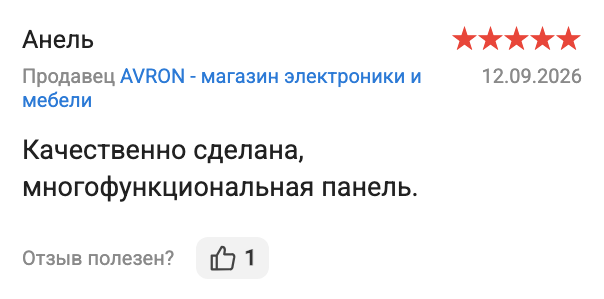 Анель
★★★★★
Продавец AVRON - магазин электроники и
мебели
12.09.2026
Качественно сделана,
многофункциональная панель.
Отзыв полезен? 1